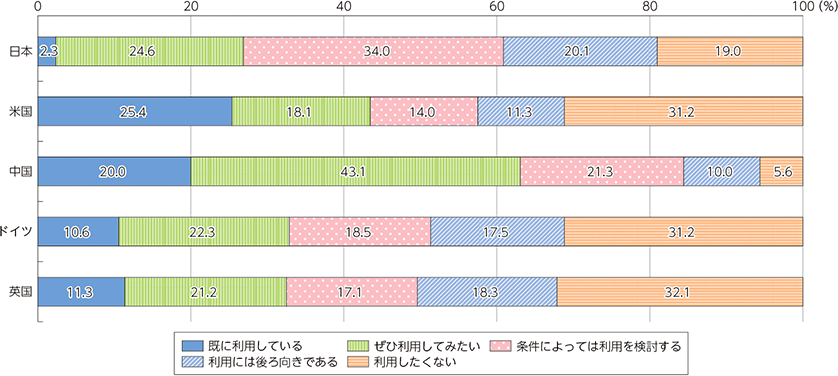 0 20 40 60 80 100 (%)
日本 2.3 24.6 34.0 20.1 19.0
米国 25.4 18.1 14.0 11.3 31.2
中国 20.0 43.1 21.3 10.0 5.6
ドイツ 10.6 22.3 18.5 17.5 31.2
英国 11.3 21.2 17.1 18.3 32.1
既に利用している ぜひ利用してみたい 条件によっては利用を検討する
利用には後ろ向きである 利用したくない